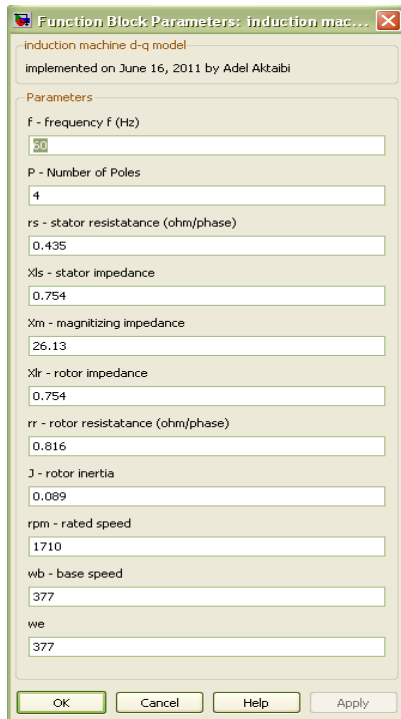 Function Block Parameters: induction mac...
induction machine d-q model
implemented on June 16, 2011 by Adel Aktaibi
Parameters
f - frequency f (Hz)
60
P - Number of Poles
4
rs - stator resistatance (ohm/phase)
0.435
Xls - stator impedance
0.754
Xm - magnitizing impedance
26.13
Xlr - rotor impedance
0.754
rr - rotor resistatance (ohm/phase)
0.816
J - rotor inertia
0.089
rpm - rated speed
1710
wb - base speed
377
we
377
OK Cancel Help Apply